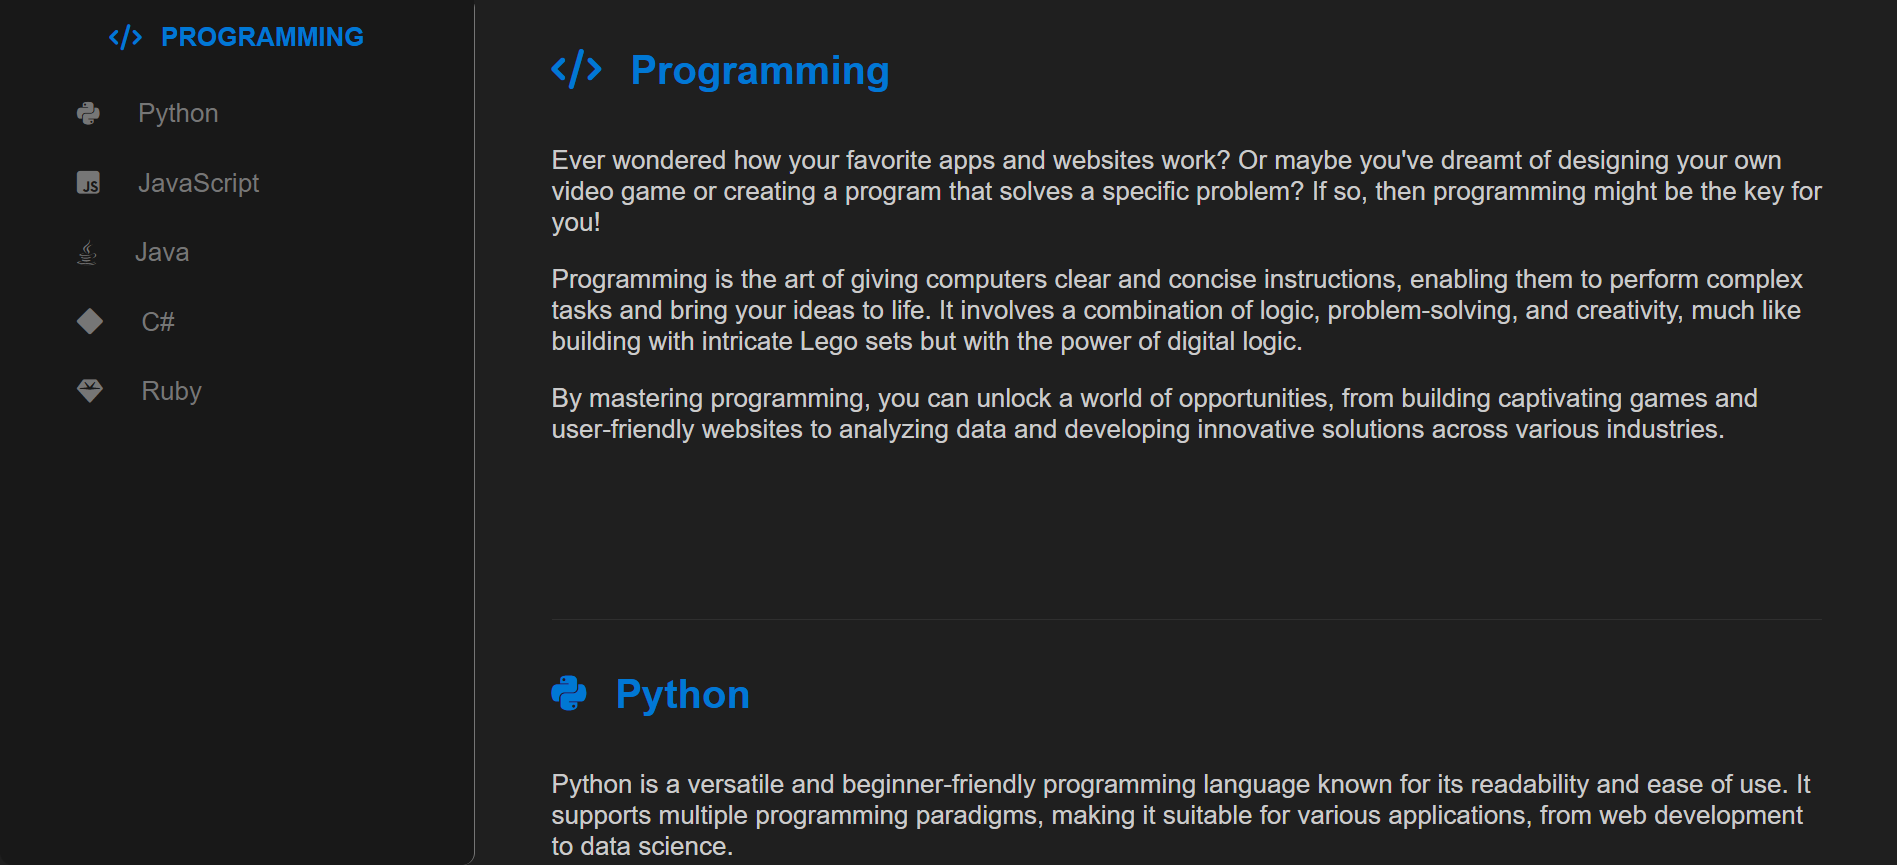 PROGRAMMING
Python
JavaScript
Java
C#
Ruby
Programming
Ever wondered how your favorite apps and websites work? Or maybe you've dreamt of designing your own
video game or creating a program that solves a specific problem? If so, then programming might be the key for
you!
Programming is the art of giving computers clear and concise instructions, enabling them to perform complex
tasks and bring your ideas to life. It involves a combination of logic, problem-solving, and creativity, much like
building with intricate Lego sets but with the power of digital logic.
By mastering programming, you can unlock a world of opportunities, from building captivating games and
user-friendly websites to analyzing data and developing innovative solutions across various industries.
Python
Python is a versatile and beginner-friendly programming language known for its readability and ease of use. It
supports multiple programming paradigms, making it suitable for various applications, from web development
to data science.